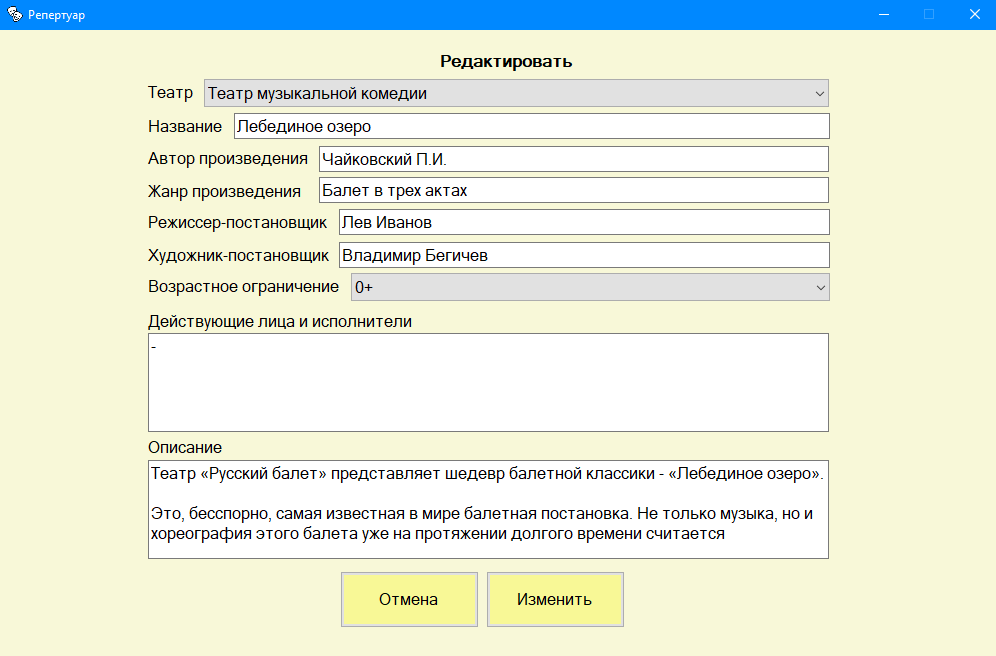 Репертуар
Редактировать
Театр Театр музыкальной комедии
Название Лебединое озеро
Автор произведения Чайковский П.И.
Жанр произведения Балет в трех актах
Режиссер-постановщик Лев Иванов
Художник-постановщик Владимир Бегичев
Возрастное ограничение 0+
Действующие лица и исполнители
-
Описание
Театр «Русский балет» представляет шедевр балетной классики - «Лебединое озеро».
Это, бесспорно, самая известная в мире балетная постановка. Не только музыка, но и
хореография этого балета уже на протяжении долгого времени считается
Отмена Изменить